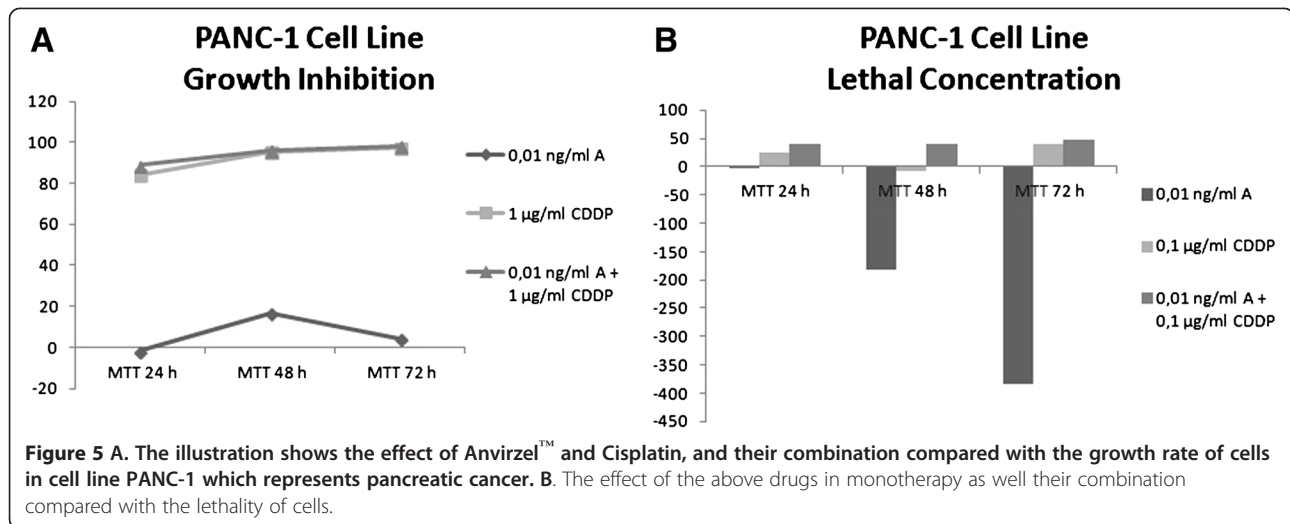 A
PANC-1 Cell Line
Growth Inhibition
120
100
80
60
40
20
0
-20
MTT 24 h
MTT 48 h
MTT 72 h
0,01 ng/ml A
1 µg/ml CDDP
0,01 ng/ml A +
1 µg/ml CDDP
B
PANC-1 Cell Line
Lethal Concentration
100
50
0
-50
-100
-150
-200
-250
-300
-350
-400
-450
MTT 24 h
MTT 48 h
MTT 72 h
0,01 ng/ml A
0,1 µg/ml CDDP
0,01 ng/ml A +
0,1 µg/ml CDDP
Figure 5 A. The illustration shows the effect of Anvirzel™ and Cisplatin, and their combination compared with the growth rate of cells
in cell line PANC-1 which represents pancreatic cancer. B. The effect of the above drugs in monotherapy as well their combination
compared with the lethality of cells.